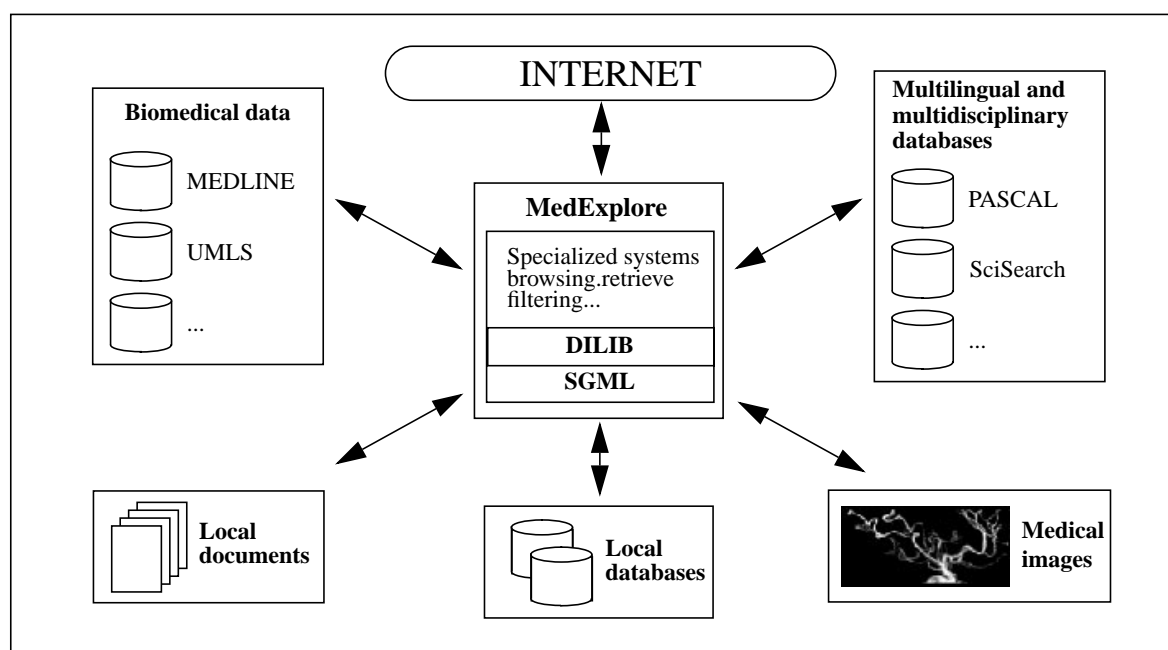 INTERNET
Biomedical data
MEDLINE
UMLS
...
Multilingual and
multidisciplinary
databases
PASCAL
SciSearch
...
MedExplore
Specialized systems
browsing.retrieve
filtering...
DILIB
SGML
Local
documents
Local
databases
Medical
images